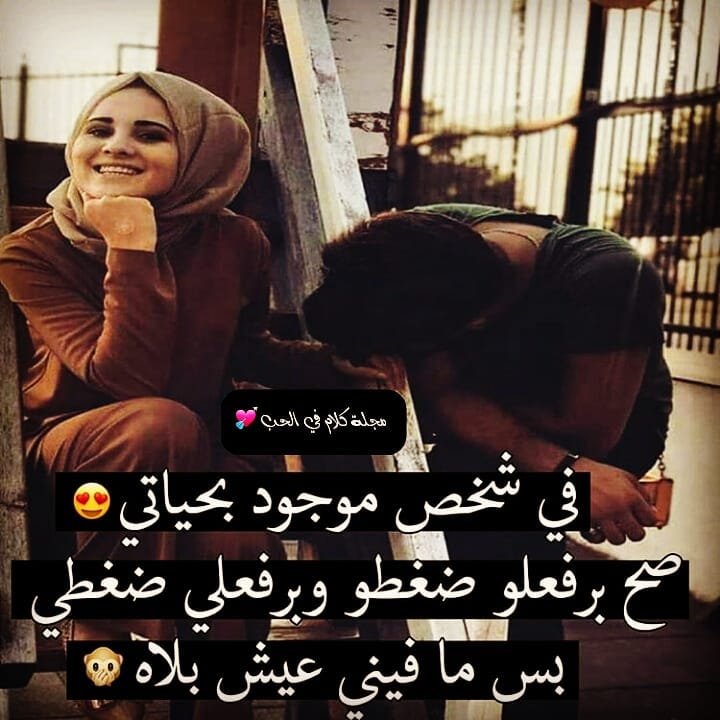 مجلة كلام في الحب 💘
في شخص موجود بحياتي 😍
صح برفعلو ضغطو وبرفعلي ضغطي
بس ما فيني عيش بلاه 🙊